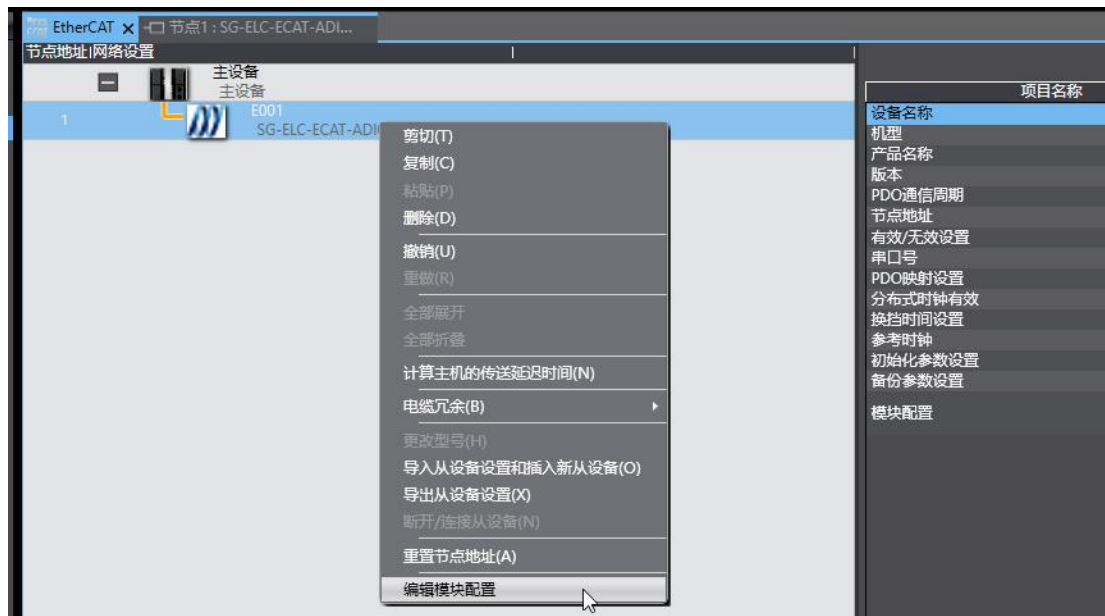 EtherCAT
节点1 : SG-ELC-ECAT-ADI...
节点地址|网络设置
主设备
主设备
1
E001
SG-ELC-ECAT-ADI
剪切(T)
复制(C)
粘贴(P)
删除(D)
撤销(U)
重做(R)
全部展开
全部折叠
计算主机的传送延迟时间(N)
电缆冗余(B)
更改型号(H)
导入从设备设置和插入新从设备(O)
导出从设备设置(X)
断开/连接从设备(N)
重置节点地址(A)
编辑模块配置
项目名称
设备名称
机型
产品名称
版本
PDO通信周期
节点地址
有效/无效设置
串口号
PDO映射设置
分布式时钟有效
换挡时间设置
参考时钟
初始化参数设置
备份参数设置
模块配置